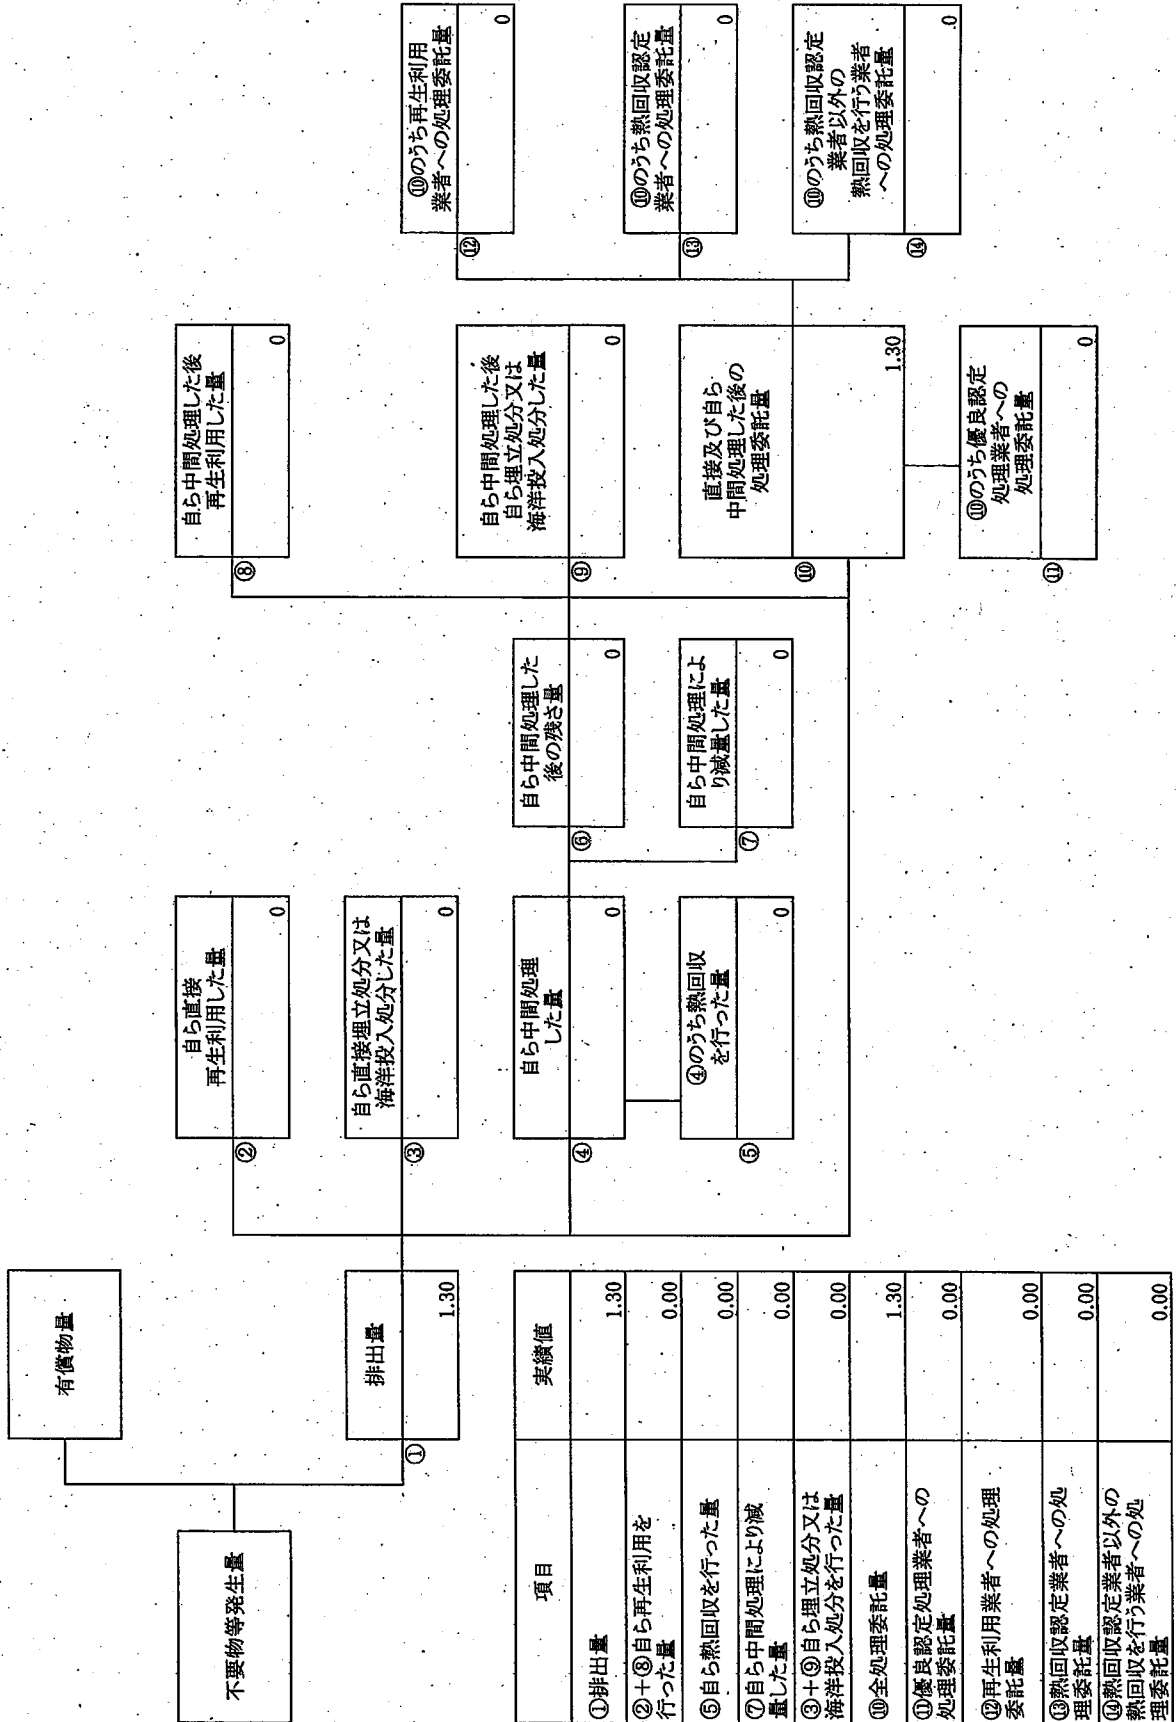 有償物量
不要物等発生量
排出量
①
1.30
自ら直接
再生利用した量
②
0
自ら直接埋立処分又は
海洋投入処分した量
③
0
自ら中間処理
した量
④
0
④のうち熱回収
を行った量
⑤
0
自ら中間処理した
後の残さ量
⑥
0
自ら中間処理によ
り減量した量
⑦
0
自ら中間処理した後
再生利用した量
⑧
0
自ら中間処理した後
自ら埋立処分又は
海洋投入処分した量
⑨
0
直接及び自ら
中間処理した後の
処理委託量
⑩
1.30
⑩のうち優良認定
処理業者への
処理委託量
⑪
0
⑩のうち再生利用
業者への処理委託量
⑫
0
⑩のうち熱回収認定
業者への処理委託量
⑬
0
⑩のうち熱回収認定
業者以外の
熱回収を行う業者
への処理委託量
⑭
0
項目 実績値
①排出量 1.30
②+⑧自ら再生利用を
行った量 0.00
⑤自ら熱回収を行った量 0.00
⑦自ら中間処理により減
量した量 0.00
③+⑨自ら埋立処分又は
海洋投入処分を行った量 0.00
⑩全処理委託量 1.30
⑪優良認定処理業者への
処理委託量 0.00
⑫再生利用業者への処理
委託量 0.00
⑬熱回収認定業者への処
理委託量 0.00
⑭熱回収認定業者以外の
熱回収を行う業者への処
理委託量 0.00